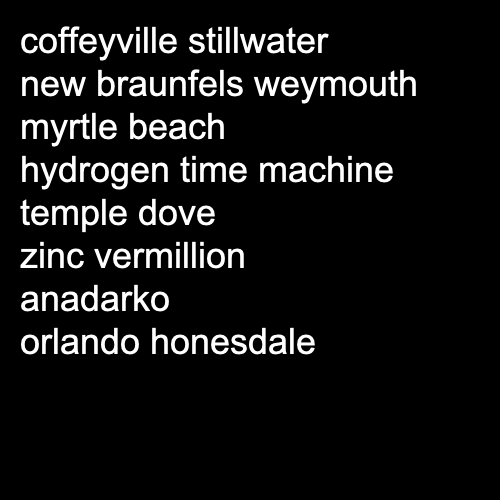 coffeyville stillwater
new braunfels weymouth
myrtle beach
hydrogen time machine
temple dove
zinc vermillion
anadarko
orlando honesdale